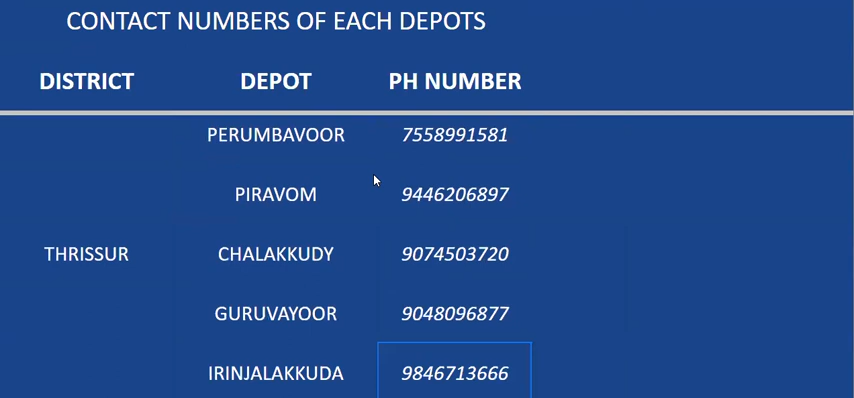 CONTACT NUMBERS OF EACH DEPOTS
DISTRICT DEPOT PH NUMBER
PERUMBAVOOR 7558991581
PIRAVOM 9446206897
THRISSUR CHALAKKUDY 9074503720
GURUVAYOOR 9048096877
IRINJALAKKUDA 9846713666